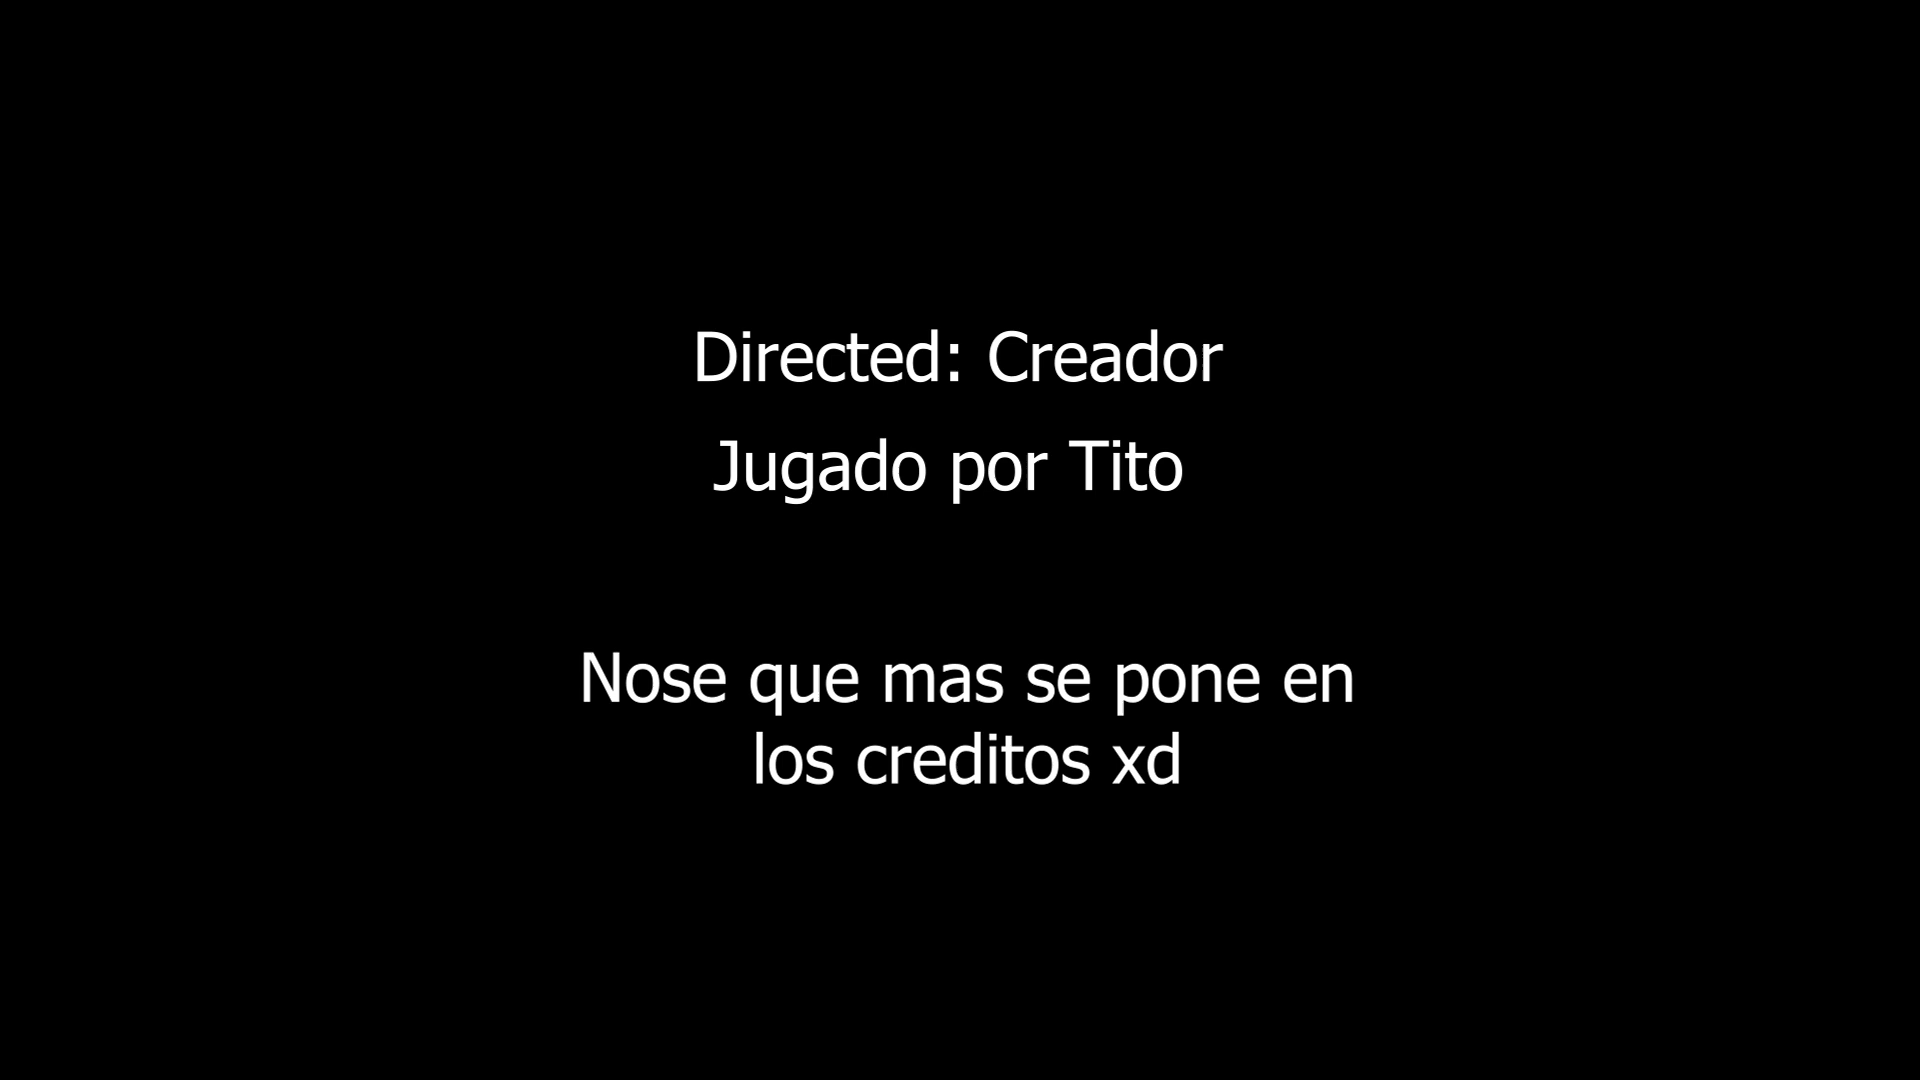 Directed: Creador
Jugado por Tito
Nose que mas se pone en
los creditos xd